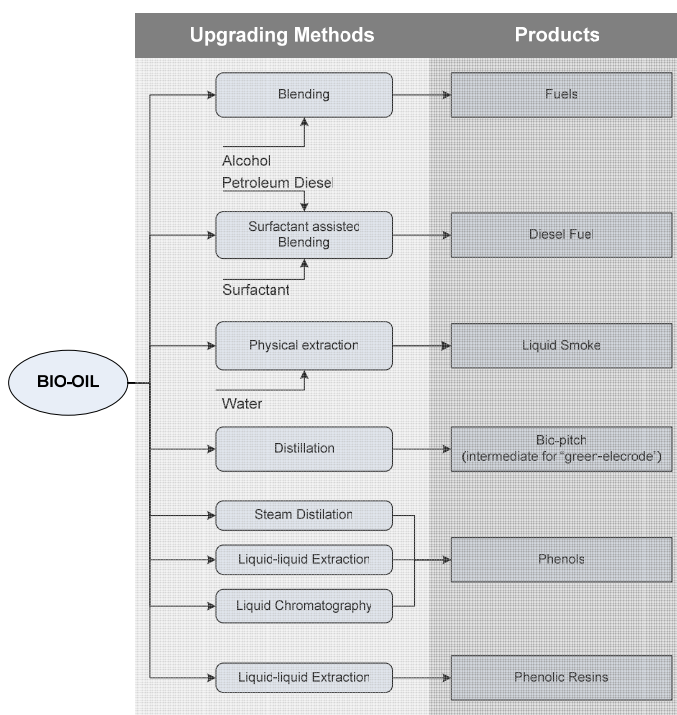 Upgrading Methods
Products
Blending
Fuels
Alcohol
Petroleum Diesel
Surfactant assisted
Blending
Diesel Fuel
Surfactant
Physical extraction
Liquid Smoke
Water
BIO-OIL
Distillation
Bio-pitch
(intermediate for "green-elecrode")
Steam Distilation
Liquid-liquid Extraction
Phenols
Liquid Chromatography
Liquid-liquid Extraction
Phenolic Resins